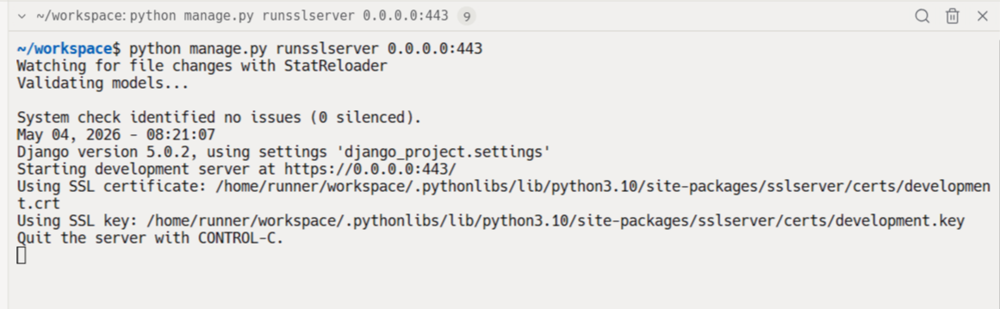 ~/workspace: python manage.py runsslserver 0.0.0.0:443 9
~/workspace$ python manage.py runsslserver 0.0.0.0:443
Watching for file changes with StatReloader
Validating models...
System check identified no issues (0 silenced).
May 04, 2026 - 08:21:07
Django version 5.0.2, using settings 'django_project.settings'
Starting development server at https://0.0.0.0:443/
Using SSL certificate: /home/runner/workspace/.pythonlibs/lib/python3.10/site-packages/sslserver/certs/developmen
t.crt
Using SSL key: /home/runner/workspace/.pythonlibs/lib/python3.10/site-packages/sslserver/certs/development.key
Quit the server with CONTROL-C.